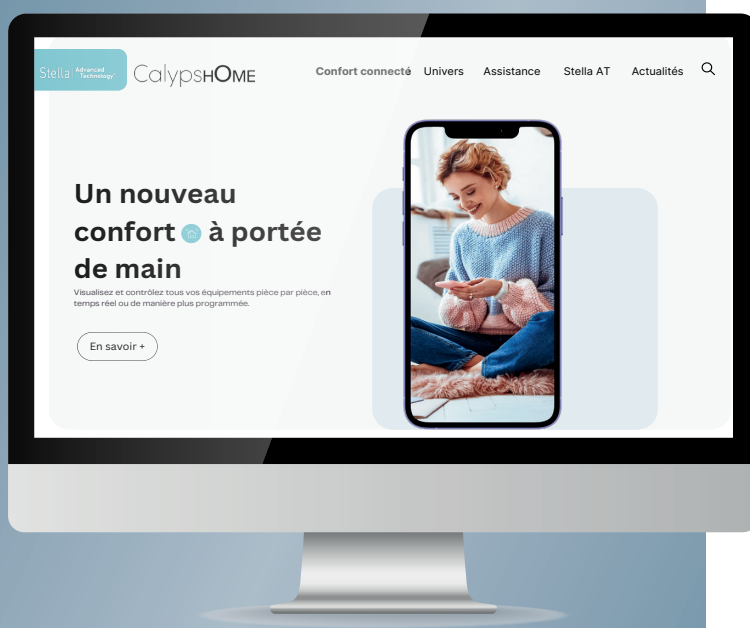 Stella Advanced Technology®
CalypsHOME
Confort connecté Univers Assistance Stella AT Actualités
Un nouveau
confort à portée
de main
Visualisez et contrôlez tous vos équipements pièce par pièce, en
temps réel ou de manière plus programmée.
En savoir +